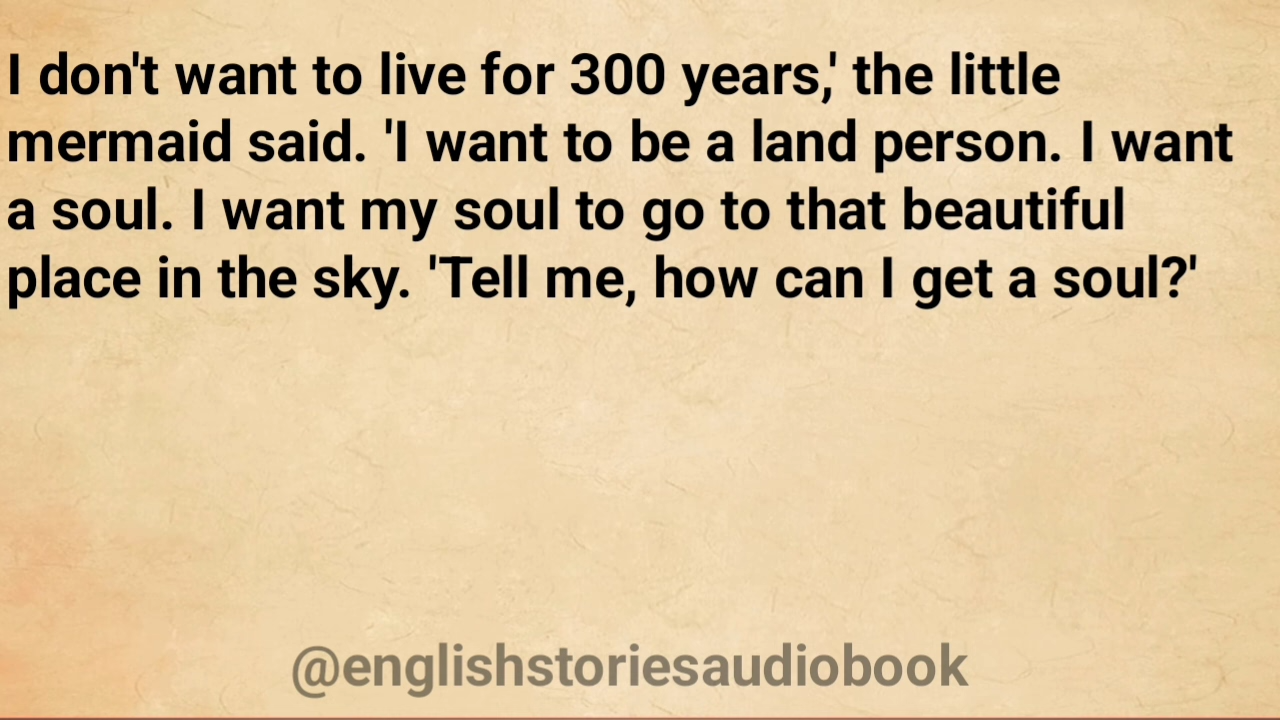 I don't want to live for 300 years,' the little
mermaid said. 'I want to be a land person. I want
a soul. I want my soul to go to that beautiful
place in the sky. 'Tell me, how can I get a soul?'
@englishstoriesaudiobook